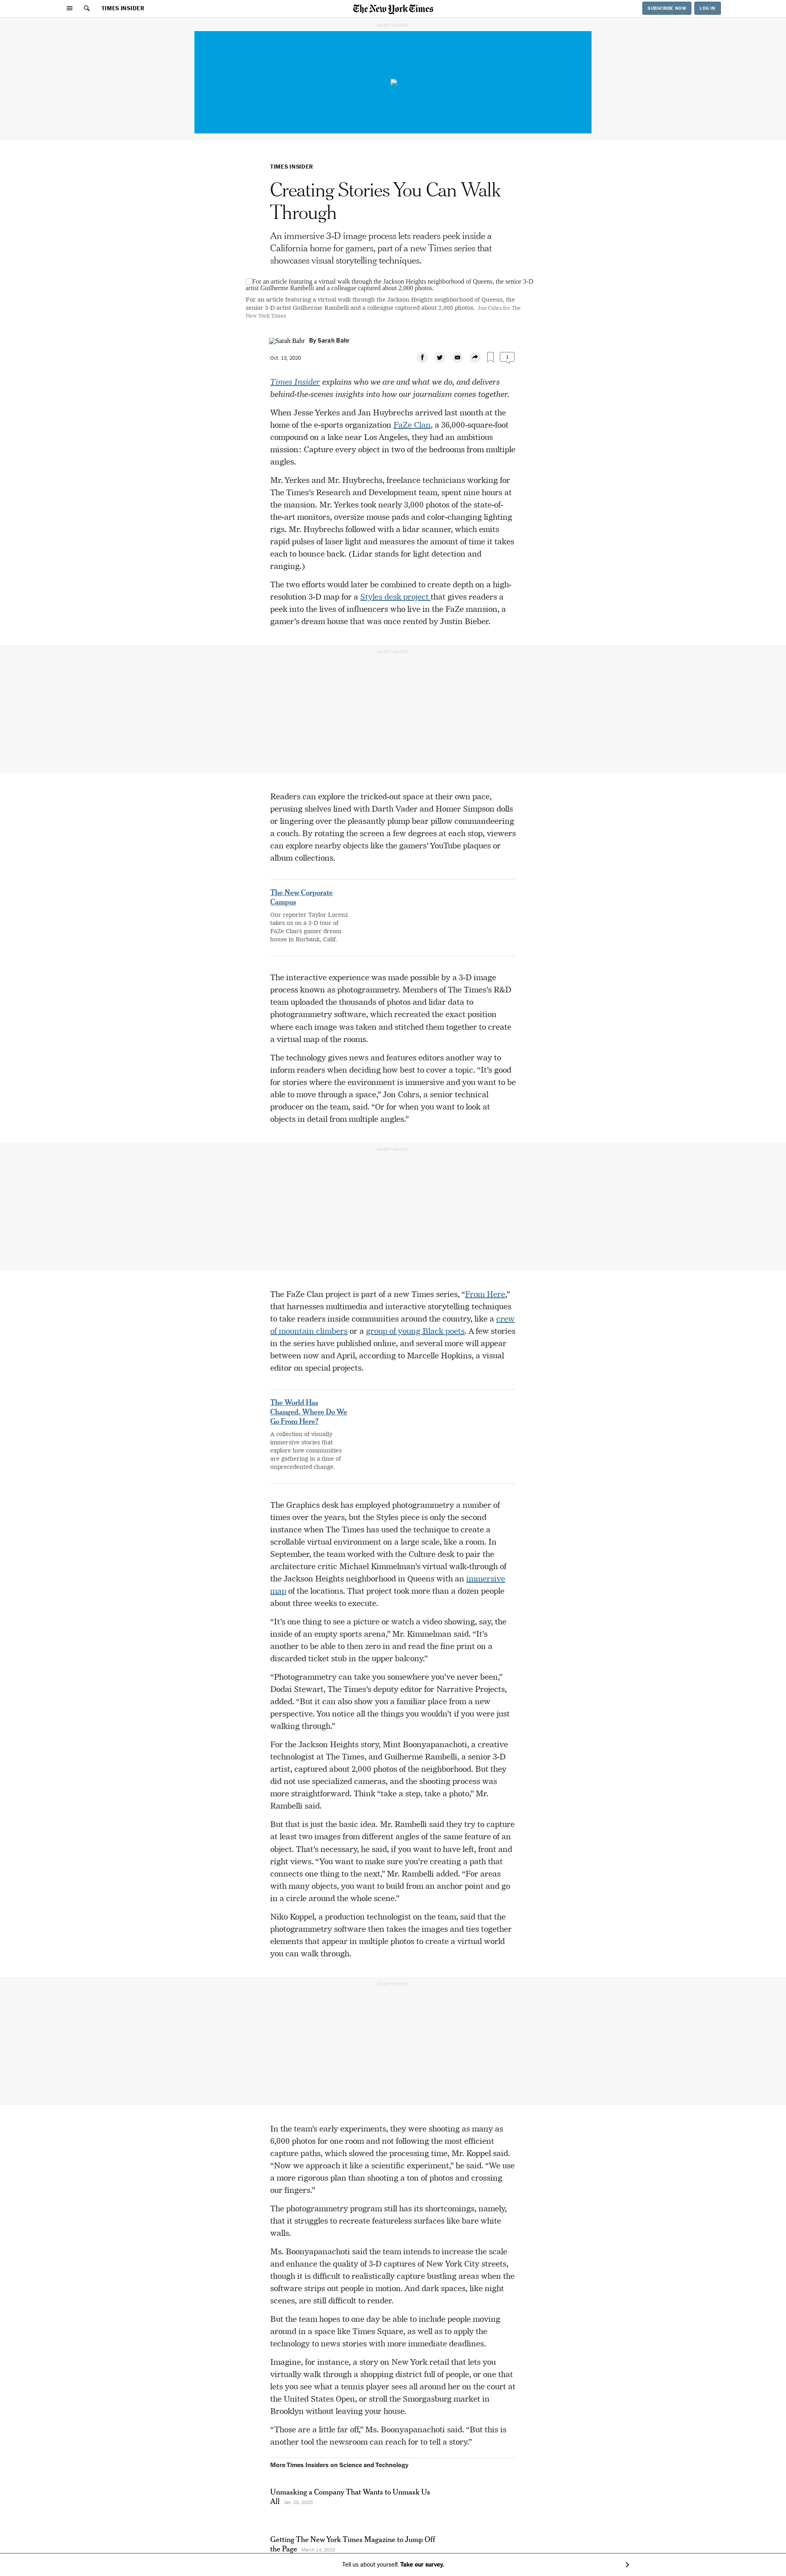 TIMES INSIDER
The New York Times
SUBSCRIBE NOW
LOG IN
ADVERTISEMENT
TIMES INSIDER
Creating Stories You Can Walk
Through
An immersive 3-D image process lets readers peek inside a
California home for gamers, part of a new Times series that
showcases visual storytelling techniques.
For an article featuring a virtual walk through the Jackson Heights neighborhood of Queens, the senior 3-D
artist Guilherme Rambelli and a colleague captured about 2,000 photos.
For an article featuring a virtual walk through the Jackson Heights neighborhood of Queens, the
senior 3-D artist Guilherme Rambelli and a colleague captured about 2,000 photos. Jon Cohrs for The
New York Times
Sarah Bahr By Sarah Bahr
Oct. 13, 2020
1
Times Insider explains who we are and what we do, and delivers
behind-the-scenes insights into how our journalism comes together.
When Jesse Yerkes and Jan Huybrechs arrived last month at the
home of the e-sports organization FaZe Clan, a 36,000-square-foot
compound on a lake near Los Angeles, they had an ambitious
mission: Capture every object in two of the bedrooms from multiple
angles.
Mr. Yerkes and Mr. Huybrechs, freelance technicians working for
The Times’s Research and Development team, spent nine hours at
the mansion. Mr. Yerkes took nearly 3,000 photos of the state-of-
the-art monitors, oversize mouse pads and color-changing lighting
rigs. Mr. Huybrechs followed with a lidar scanner, which emits
rapid pulses of laser light and measures the amount of time it takes
each to bounce back. (Lidar stands for light detection and
ranging.)
The two efforts would later be combined to create depth on a high-
resolution 3-D map for a Styles desk project that gives readers a
peek into the lives of influencers who live in the FaZe mansion, a
gamer’s dream house that was once rented by Justin Bieber.
ADVERTISEMENT
Readers can explore the tricked-out space at their own pace,
perusing shelves lined with Darth Vader and Homer Simpson dolls
or lingering over the pleasantly plump bear pillow commandeering
a couch. By rotating the screen a few degrees at each stop, viewers
can explore nearby objects like the gamers’ YouTube plaques or
album collections.
The New Corporate
Campus
Our reporter Taylor Lorenz
takes us on a 3-D tour of
FaZe Clan’s gamer dream
house in Burbank, Calif.
The interactive experience was made possible by a 3-D image
process known as photogrammetry. Members of The Times’s R&D
team uploaded the thousands of photos and lidar data to
photogrammetry software, which recreated the exact position
where each image was taken and stitched them together to create
a virtual map of the rooms.
The technology gives news and features editors another way to
inform readers when deciding how best to cover a topic. “It’s good
for stories where the environment is immersive and you want to be
able to move through a space,” Jon Cohrs, a senior technical
producer on the team, said. “Or for when you want to look at
objects in detail from multiple angles.”
ADVERTISEMENT
The FaZe Clan project is part of a new Times series, “From Here,”
that harnesses multimedia and interactive storytelling techniques
to take readers inside communities around the country, like a crew
of mountain climbers or a group of young Black poets. A few stories
in the series have published online, and several more will appear
between now and April, according to Marcelle Hopkins, a visual
editor on special projects.
The World Has
Changed. Where Do We
Go From Here?
A collection of visually
immersive stories that
explore how communities
are gathering in a time of
unprecedented change.
The Graphics desk has employed photogrammetry a number of
times over the years, but the Styles piece is only the second
instance when The Times has used the technique to create a
scrollable virtual environment on a large scale, like a room. In
September, the team worked with the Culture desk to pair the
architecture critic Michael Kimmelman’s virtual walk-through of
the Jackson Heights neighborhood in Queens with an immersive
map of the locations. That project took more than a dozen people
about three weeks to execute.
“It’s one thing to see a picture or watch a video showing, say, the
inside of an empty sports arena,” Mr. Kimmelman said. “It’s
another to be able to then zero in and read the fine print on a
discarded ticket stub in the upper balcony.”
“Photogrammetry can take you somewhere you’ve never been,”
Dodai Stewart, The Times’s deputy editor for Narrative Projects,
added. “But it can also show you a familiar place from a new
perspective. You notice all the things you wouldn’t if you were just
walking through.”
For the Jackson Heights story, Mint Boonyapanachoti, a creative
technologist at The Times, and Guilherme Rambelli, a senior 3-D
artist, captured about 2,000 photos of the neighborhood. But they
did not use specialized cameras, and the shooting process was
more straightforward. Think “take a step, take a photo,” Mr.
Rambelli said.
But that is just the basic idea. Mr. Rambelli said they try to capture
at least two images from different angles of the same feature of an
object. That’s necessary, he said, if you want to have left, front and
right views. “You want to make sure you’re creating a path that
connects one thing to the next,” Mr. Rambelli added. “For areas
with many objects, you want to build from an anchor point and go
in a circle around the whole scene.”
Niko Koppel, a production technologist on the team, said that the
photogrammetry software then takes the images and ties together
elements that appear in multiple photos to create a virtual world
you can walk through.
ADVERTISEMENT
In the team’s early experiments, they were shooting as many as
6,000 photos for one room and not following the most efficient
capture paths, which slowed the processing time, Mr. Koppel said.
“Now we approach it like a scientific experiment,” he said. “We use
a more rigorous plan than shooting a ton of photos and crossing
our fingers.”
The photogrammetry program still has its shortcomings, namely,
that it struggles to recreate featureless surfaces like bare white
walls.
Ms. Boonyapanachoti said the team intends to increase the scale
and enhance the quality of 3-D captures of New York City streets,
though it is difficult to realistically capture bustling areas when the
software strips out people in motion. And dark spaces, like night
scenes, are still difficult to render.
But the team hopes to one day be able to include people moving
around in a space like Times Square, as well as to apply the
technology to news stories with more immediate deadlines.
Imagine, for instance, a story on New York retail that lets you
virtually walk through a shopping district full of people, or one that
lets you see what a tennis player sees all around her on the court at
the United States Open, or stroll the Smorgasburg market in
Brooklyn without leaving your house.
“Those are a little far off,” Ms. Boonyapanachoti said. “But this is
another tool the newsroom can reach for to tell a story.”
More Times Insiders on Science and Technology
Unmasking a Company That Wants to Unmask Us
All Jan. 20, 2020
Getting The New York Times Magazine to Jump Off
the Page March 24, 2020
Tell us about yourself. Take our survey.